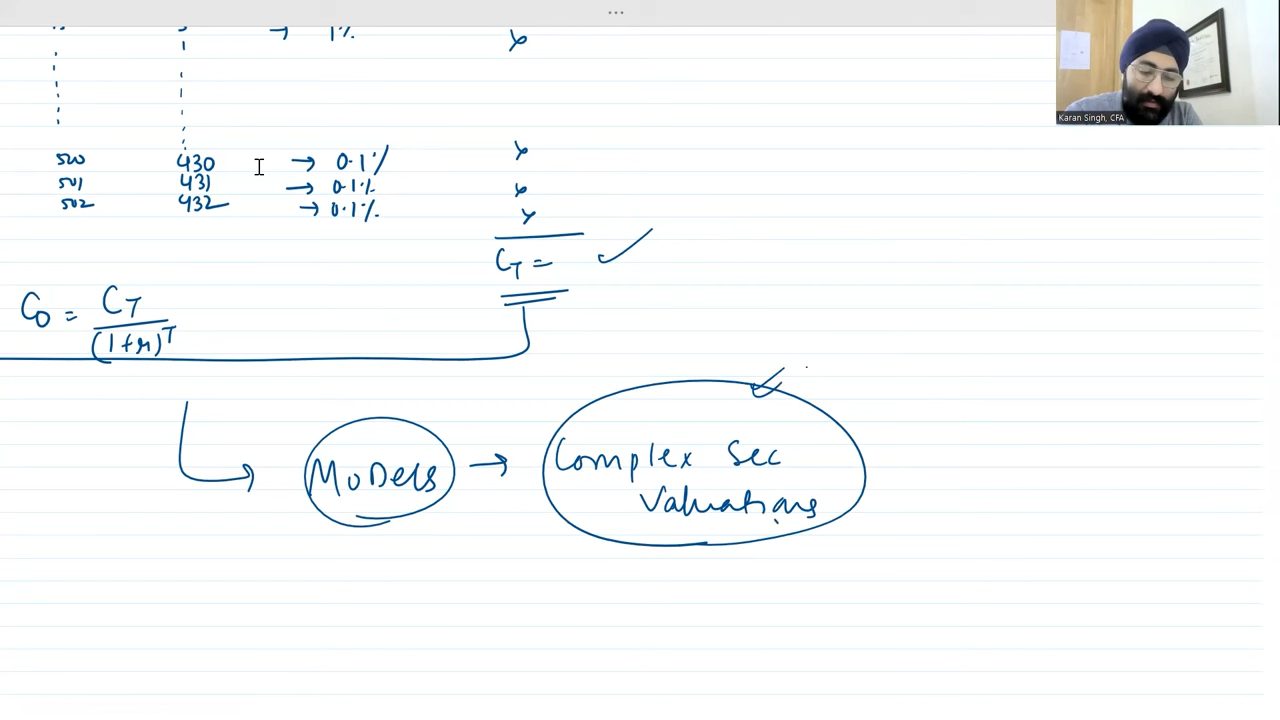 → 1%
500 430 → 0.1%
501 431 → 0.1%
502 432 → 0.1%
C_T =
C_0 = C_T / (1+r)^T
Models → Complex Sec
Valuations
Karan Singh, CFA